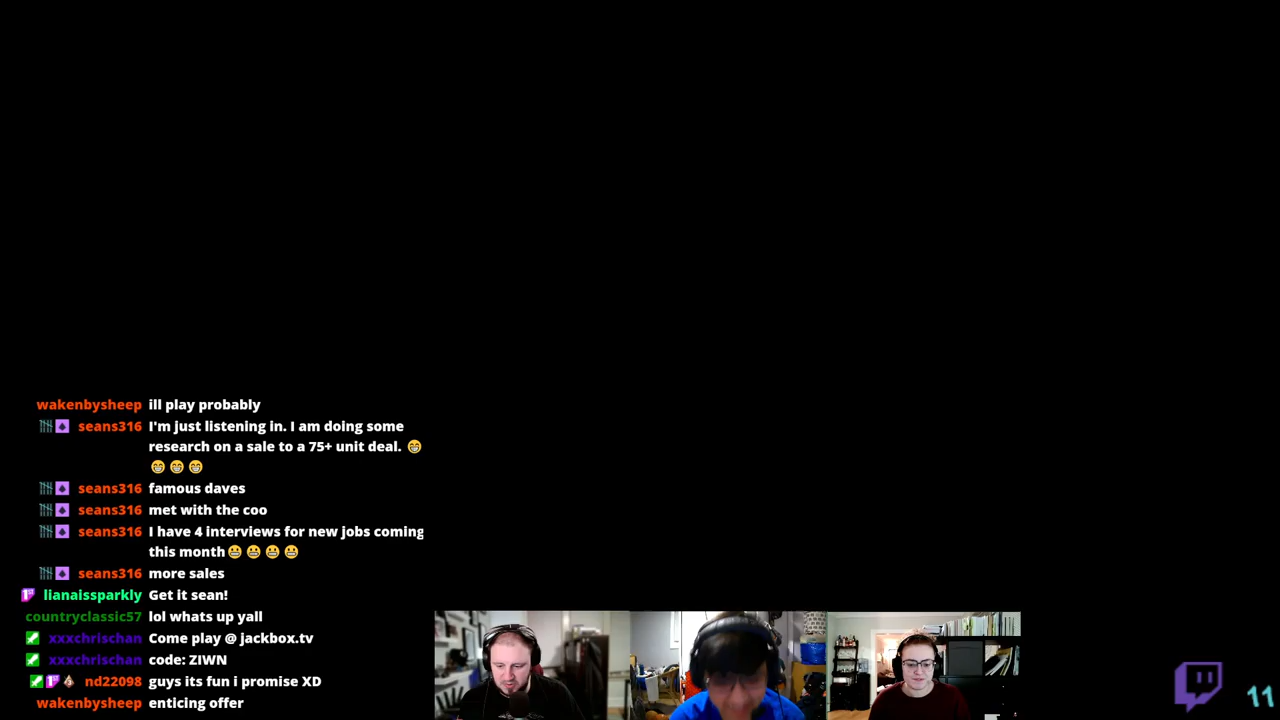 wakenbysheep ill play probably
seans316 I'm just listening in. I am doing some
research on a sale to a 75+ unit deal. 😁
😁 😁 😁
seans316 famous daves
seans316 met with the coo
seans316 I have 4 interviews for new jobs coming
this month😀 😀 😀 😀
seans316 more sales
lianaissparkly Get it sean!
countryclassic57 lol whats up yall
xxxchrischan Come play @ jackbox.tv
xxxchrischan code: ZIWN
nd22098 guys its fun i promise XD
wakenbysheep enticing offer
11